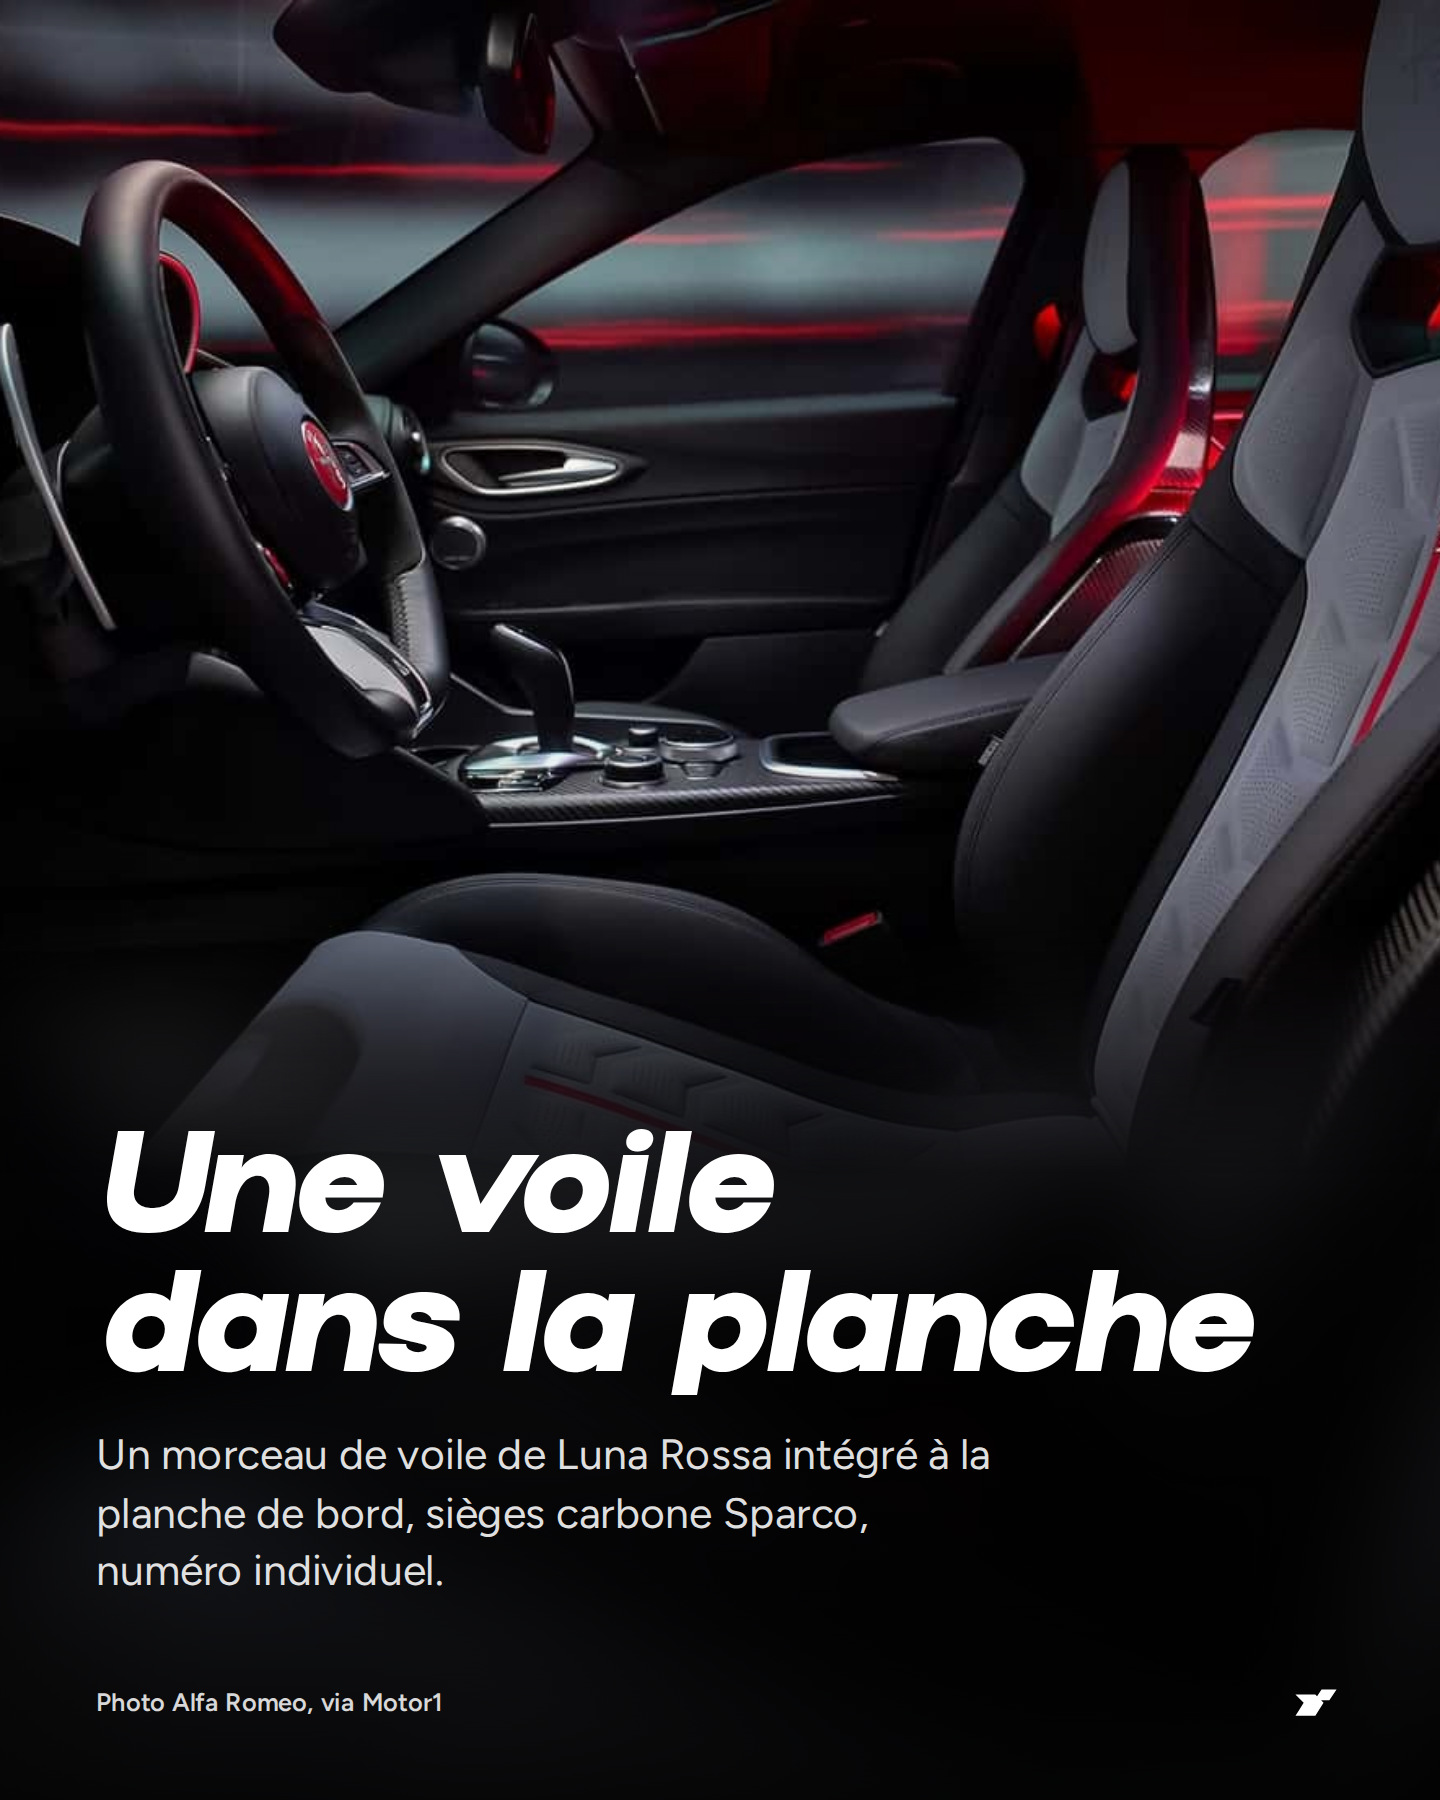 Une voile
dans la planche
Un morceau de voile de Luna Rossa intégré à la
planche de bord, sièges carbone Sparco,
numéro individuel.
Photo Alfa Romeo, via Motor1